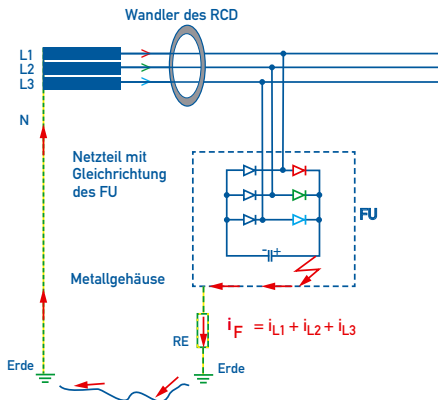 Wandler des RCD
L1
L2
L3
N
Netzteil mit
Gleichrichtung
des FU
FU
- +
Metallgehäuse
iF = iL1 + iL2 + iL3
RE
Erde
Erde